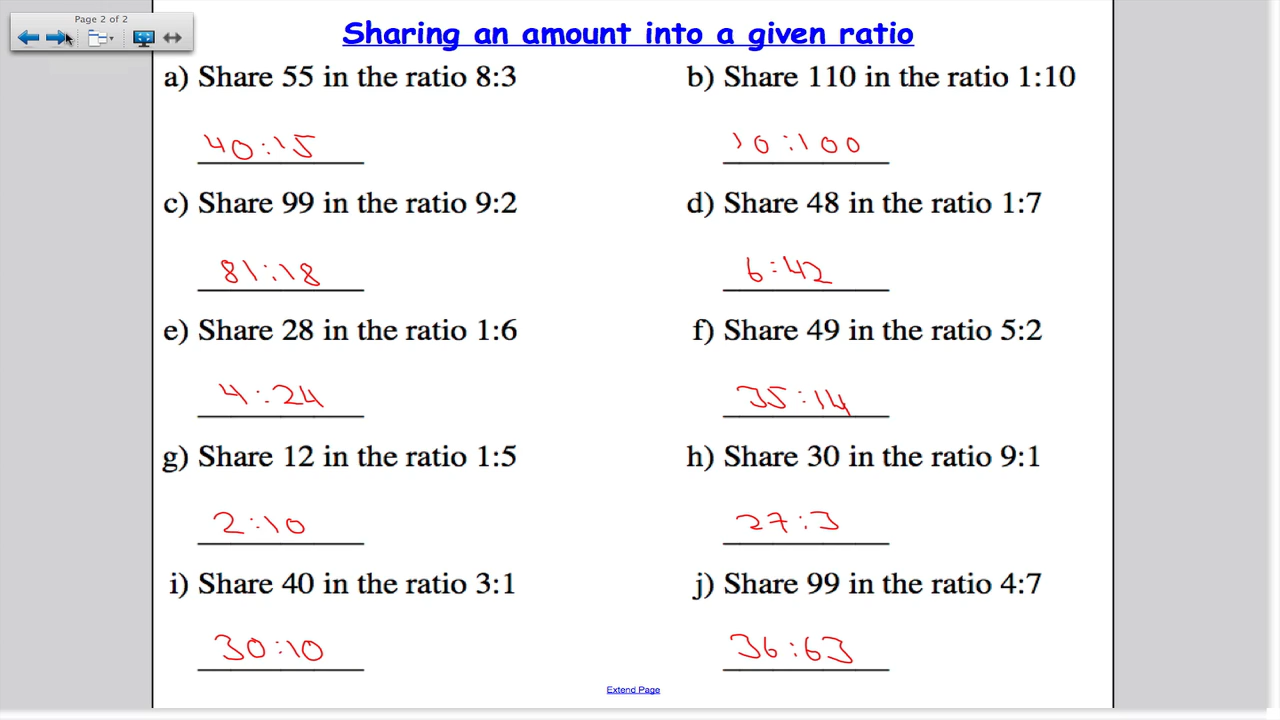 Page 2 of 2
Sharing an amount into a given ratio
a) Share 55 in the ratio 8:3
40:15
b) Share 110 in the ratio 1:10
10:100
c) Share 99 in the ratio 9:2
81:18
d) Share 48 in the ratio 1:7
6:42
e) Share 28 in the ratio 1:6
4:24
f) Share 49 in the ratio 5:2
35:14
g) Share 12 in the ratio 1:5
2:10
h) Share 30 in the ratio 9:1
27:3
i) Share 40 in the ratio 3:1
30:10
j) Share 99 in the ratio 4:7
36:63
Extend Page